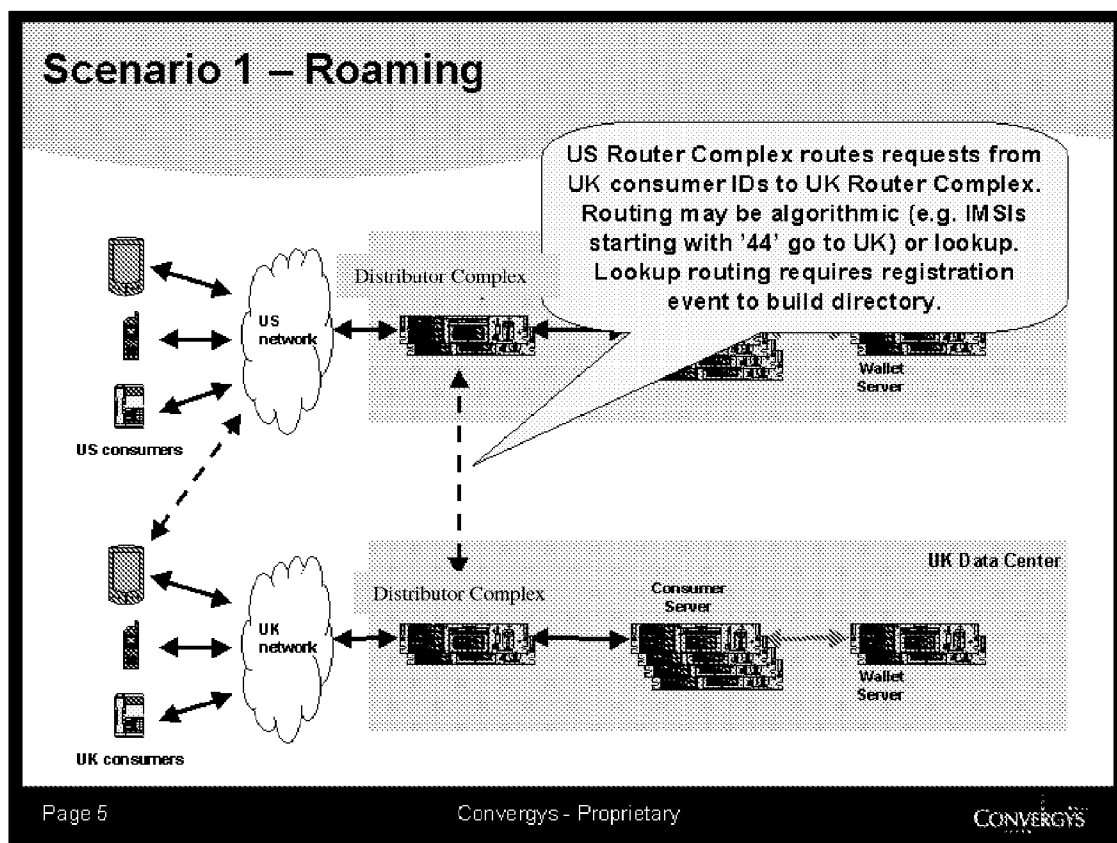 Scenario 1 – Roaming
US Router Complex routes requests from
UK consumer IDs to UK Router Complex.
Routing may be algorithmic (e.g. IMSIs
starting with '44' go to UK) or lookup.
Lookup routing requires registration
event to build directory.
Distributor Complex
US
network
Wallet
Server
US consumers
UK Data Center
Distributor Complex
Consumer
Server
UK
network
Wallet
Server
UK consumers
Page 5
Convergys - Proprietary
CONVERGYS